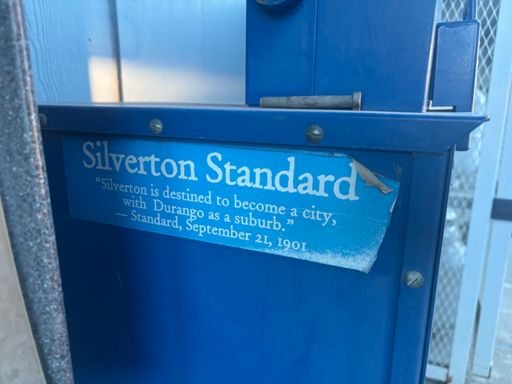 Silverton Standard
"Silverton is destined to become a city,
with Durango as a suburb."
— Standard, September 21, 1901